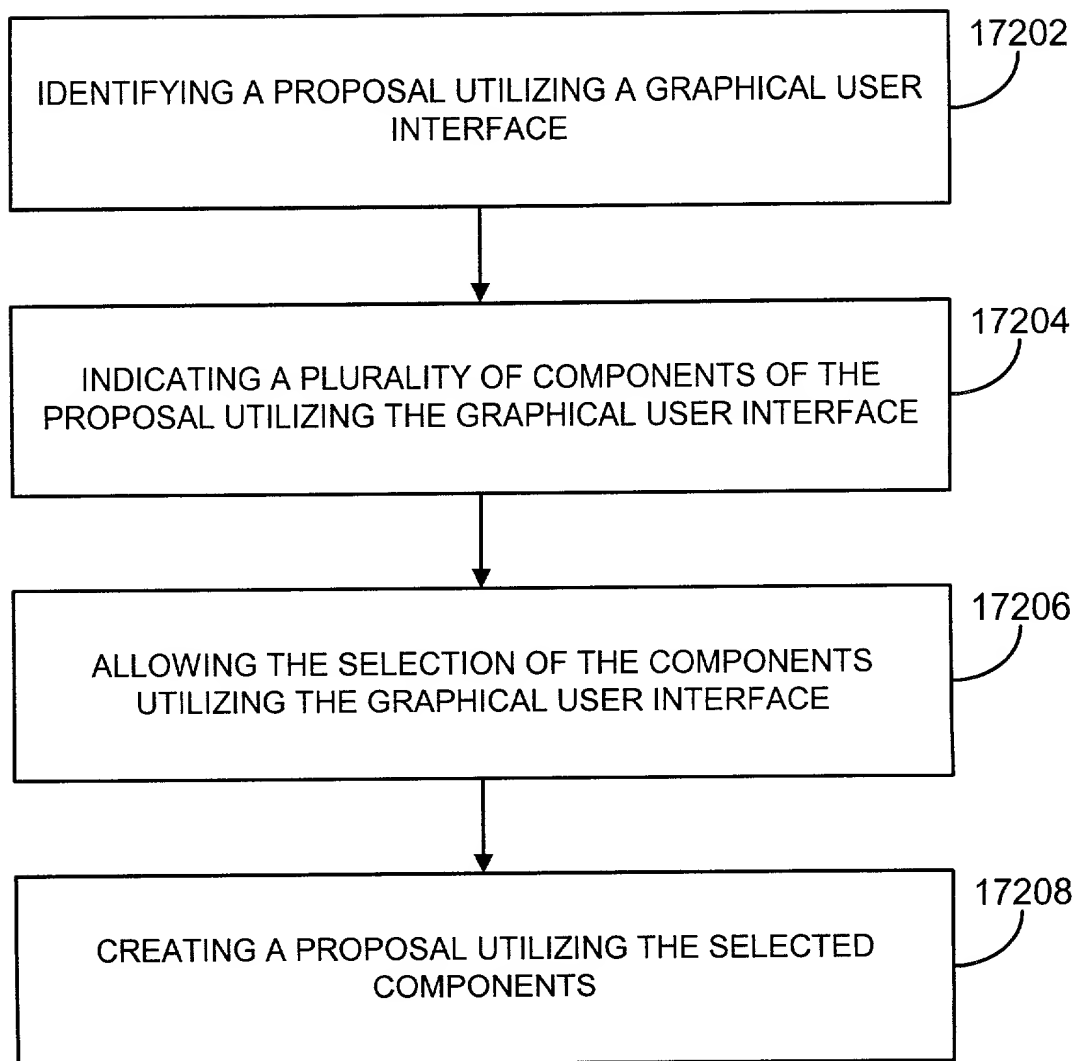 17202
IDENTIFYING A PROPOSAL UTILIZING A GRAPHICAL USER
INTERFACE
17204
INDICATING A PLURALITY OF COMPONENTS OF THE
PROPOSAL UTILIZING THE GRAPHICAL USER INTERFACE
17206
ALLOWING THE SELECTION OF THE COMPONENTS
UTILIZING THE GRAPHICAL USER INTERFACE
17208
CREATING A PROPOSAL UTILIZING THE SELECTED
COMPONENTS